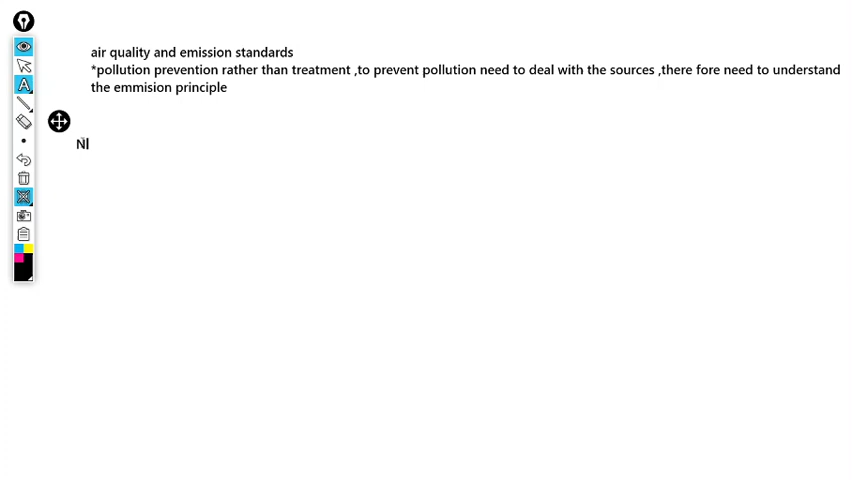 air quality and emission standards
*pollution prevention rather than treatment ,to prevent pollution need to deal with the sources ,there fore need to understand
the emmision principle
N